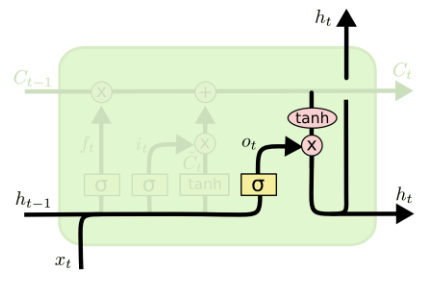 h_t
C_{t-1} × + C_t
tanh
f_t i_t × o_t ×
C̃_t
σ σ tanh σ
h_{t-1} h_t
x_t